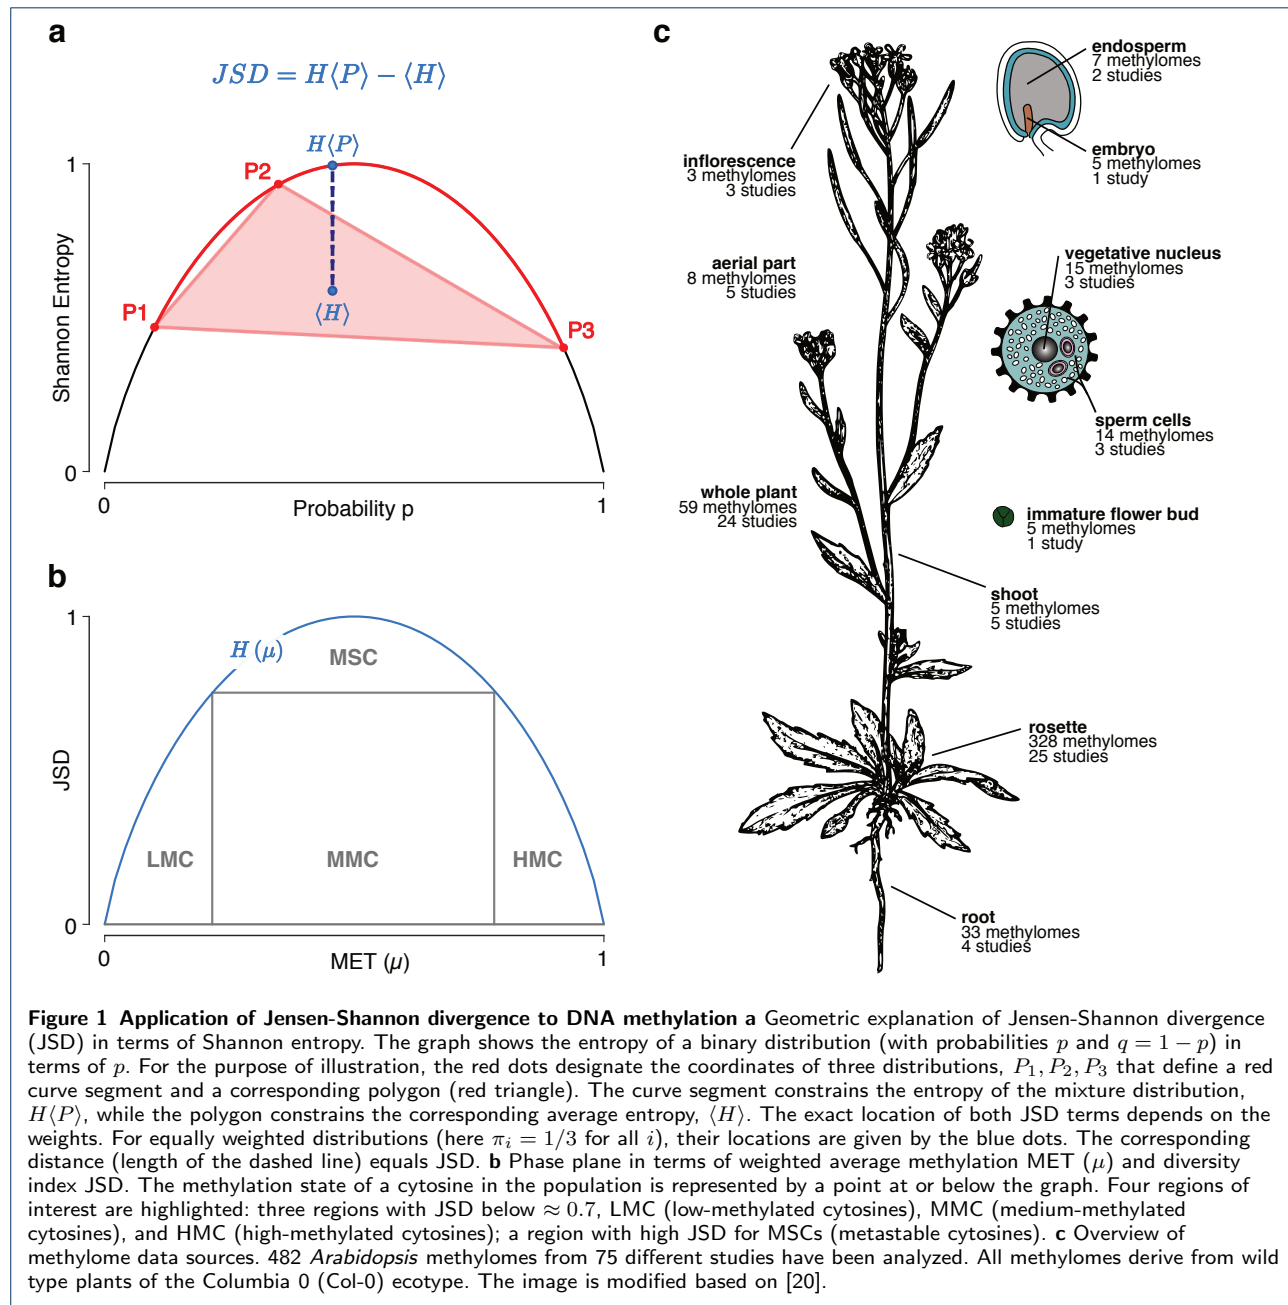 a
JSD = H⟨P⟩ − ⟨H⟩
H⟨P⟩
1
P2
P1
⟨H⟩
P3
Shannon Entropy
0
0
1
Probability p
b
1
H (μ)
MSC
JSD
LMC
MMC
HMC
0
0
1
MET (μ)
c
endosperm
7 methylomes
2 studies
embryo
5 methylomes
1 study
inflorescence
3 methylomes
3 studies
aerial part
8 methylomes
5 studies
vegetative nucleus
15 methylomes
3 studies
sperm cells
14 methylomes
3 studies
whole plant
59 methylomes
24 studies
immature flower bud
5 methylomes
1 study
shoot
5 methylomes
5 studies
rosette
328 methylomes
25 studies
root
33 methylomes
4 studies
Figure 1 Application of Jensen-Shannon divergence to DNA methylation a Geometric explanation of Jensen-Shannon divergence
(JSD) in terms of Shannon entropy. The graph shows the entropy of a binary distribution (with probabilities p and q = 1 − p) in
terms of p. For the purpose of illustration, the red dots designate the coordinates of three distributions, P₁, P₂, P₃ that define a red
curve segment and a corresponding polygon (red triangle). The curve segment constrains the entropy of the mixture distribution,
H⟨P⟩, while the polygon constrains the corresponding average entropy, ⟨H⟩. The exact location of both JSD terms depends on the
weights. For equally weighted distributions (here πᵢ = 1/3 for all i), their locations are given by the blue dots. The corresponding
distance (length of the dashed line) equals JSD. b Phase plane in terms of weighted average methylation MET (μ) and diversity
index JSD. The methylation state of a cytosine in the population is represented by a point at or below the graph. Four regions of
interest are highlighted: three regions with JSD below ≈ 0.7, LMC (low-methylated cytosines), MMC (medium-methylated
cytosines), and HMC (high-methylated cytosines); a region with high JSD for MSCs (metastable cytosines). c Overview of
methylome data sources. 482 Arabidopsis methylomes from 75 different studies have been analyzed. All methylomes derive from wild
type plants of the Columbia 0 (Col-0) ecotype. The image is modified based on [20].